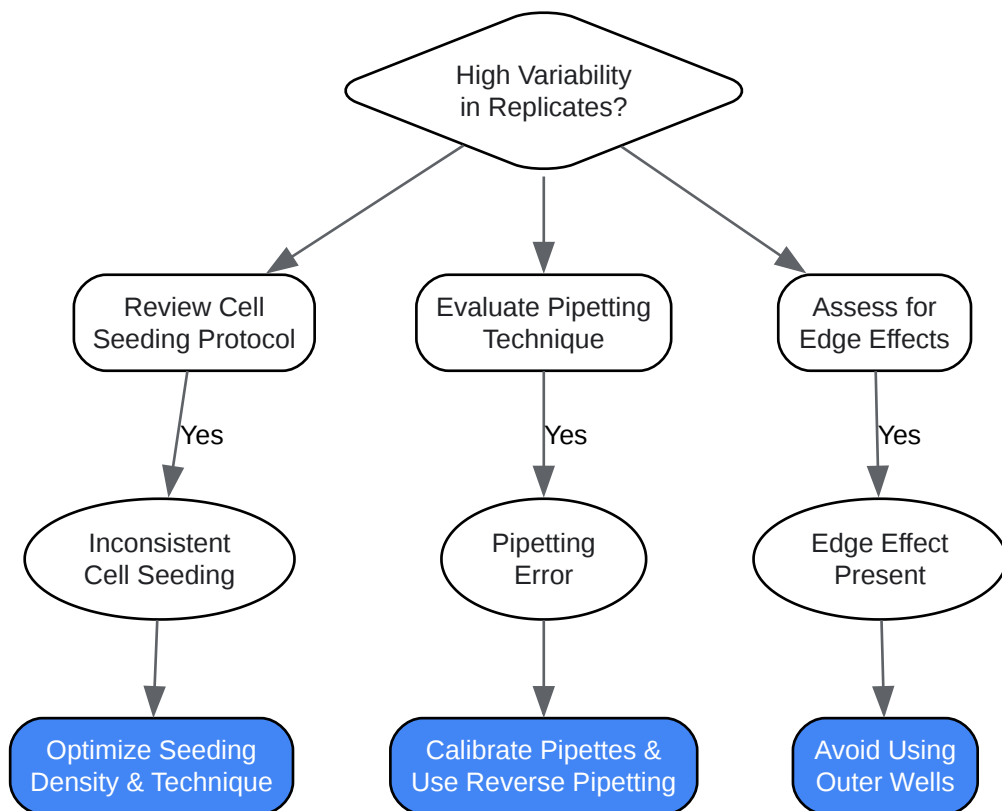 High Variability
in Replicates?
Review Cell
Seeding Protocol
Evaluate Pipetting
Technique
Assess for
Edge Effects
Yes
Yes
Yes
Inconsistent
Cell Seeding
Pipetting
Error
Edge Effect
Present
Optimize Seeding
Density & Technique
Calibrate Pipettes &
Use Reverse Pipetting
Avoid Using
Outer Wells